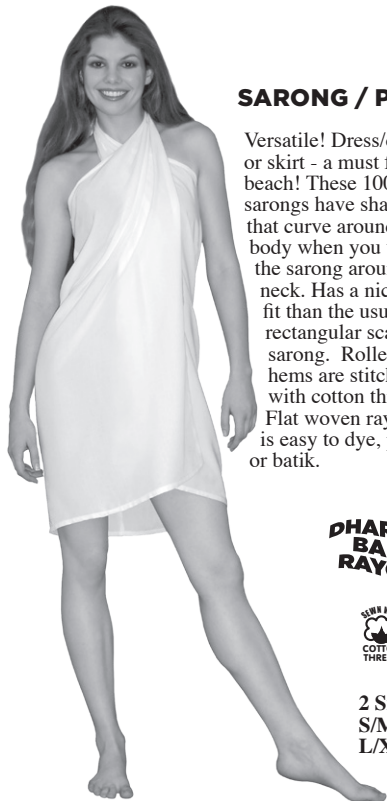 SARONG / P
Versatile! Dress/
or skirt - a must f
beach! These 100
sarongs have sha
that curve around
body when you
the sarong arou
neck. Has a nic
fit than the usu
rectangular sca
sarong. Rolle
hems are stitc
with cotton th
Flat woven ray
is easy to dye,
or batik.
DHAR
BA
RAY
SEWN
COTT
THRE
2 S
S/M
L/X